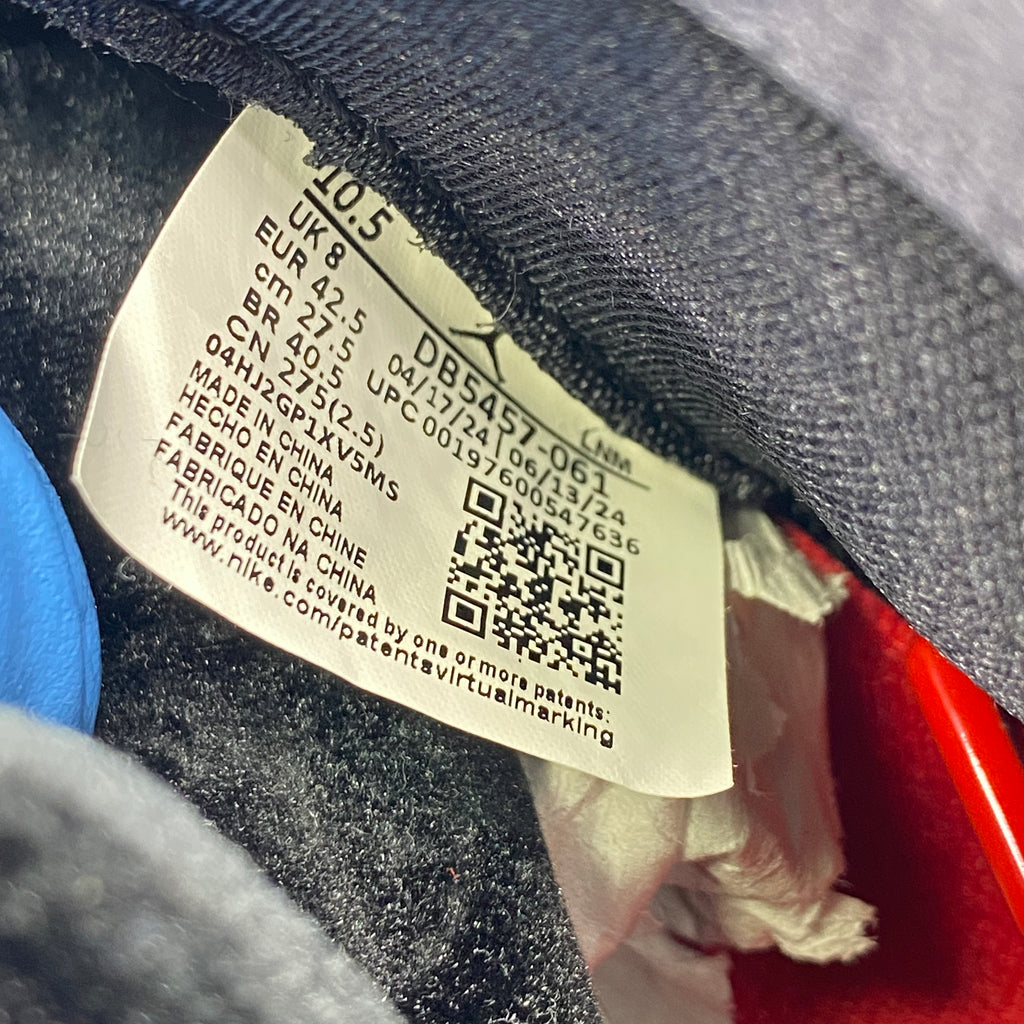 10.5
UK 8
EUR 42.5
cm 27.5
BR 40.5
CN 275(2.5)
04HJ2GP1XV5MS
LNM
DB5457-061
04/17/24 | 06/13/24
UPC 00197600547636
MADE IN CHINA
HECHO EN CHINA
FABRIQUE EN CHINE
FABRICADO NA CHINA
This product is covered by one or more patents:
www.nike.com/patentsvirtualmarking